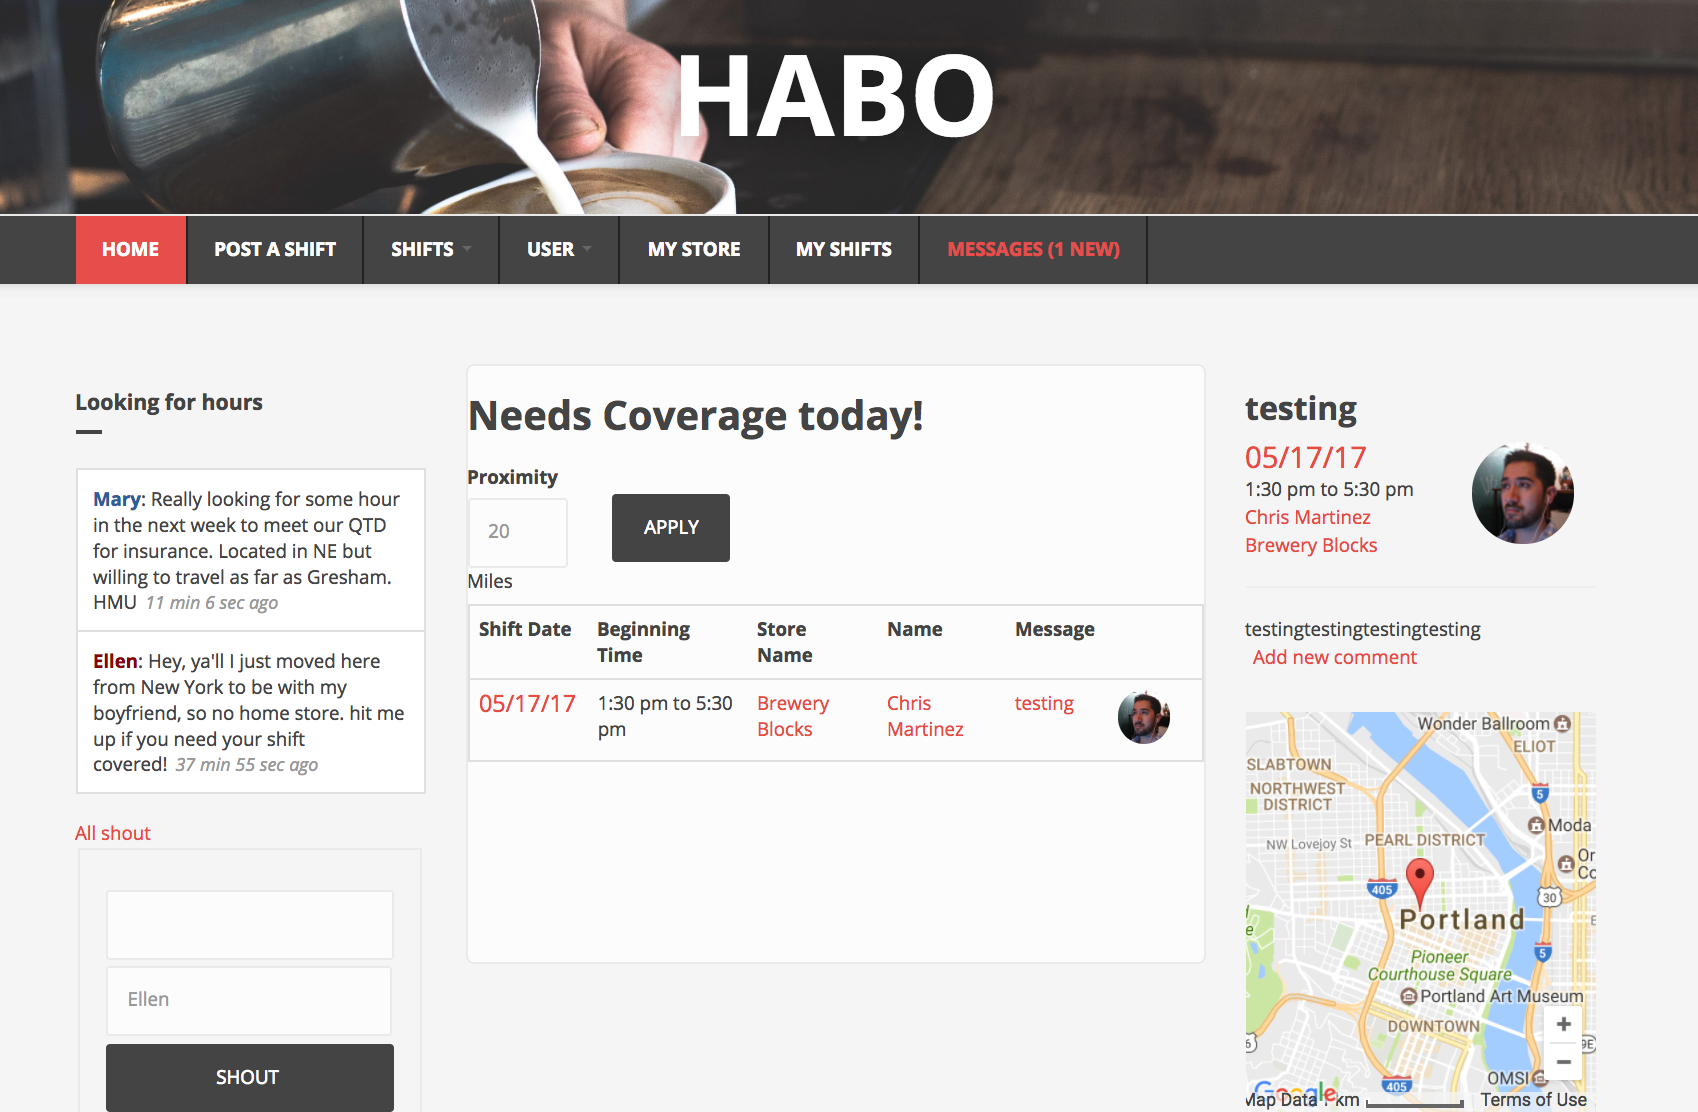 HABO
HOME
POST A SHIFT
SHIFTS
USER
MY STORE
MY SHIFTS
MESSAGES (1 NEW)
Looking for hours
Mary: Really looking for some hour
in the next week to meet our QTD
for insurance. Located in NE but
willing to travel as far as Gresham.
HMU 11 min 6 sec ago
Ellen: Hey, ya'll I just moved here
from New York to be with my
boyfriend, so no home store. hit me
up if you need your shift
covered! 37 min 55 sec ago
All shout
Ellen
SHOUT
Needs Coverage today!
Proximity
20
APPLY
Miles
Shift Date
Beginning
Time
Store
Name
Name
Message
05/17/17
1:30 pm to 5:30
pm
Brewery
Blocks
Chris
Martinez
testing
testing
05/17/17
1:30 pm to 5:30 pm
Chris Martinez
Brewery Blocks
testingtestingtestingtesting
Add new comment
Wonder Ballroom
ELIOT
SLABTOWN
NORTHWEST
DISTRICT
5
Moda
NW Lovejoy St
PEARL DISTRICT
405
30
Portland
5
Pioneer
Courthouse Square
Portland Art Museum
DOWNTOWN
+
−
OMSI
405
Google
Map Data
km
Terms of Use